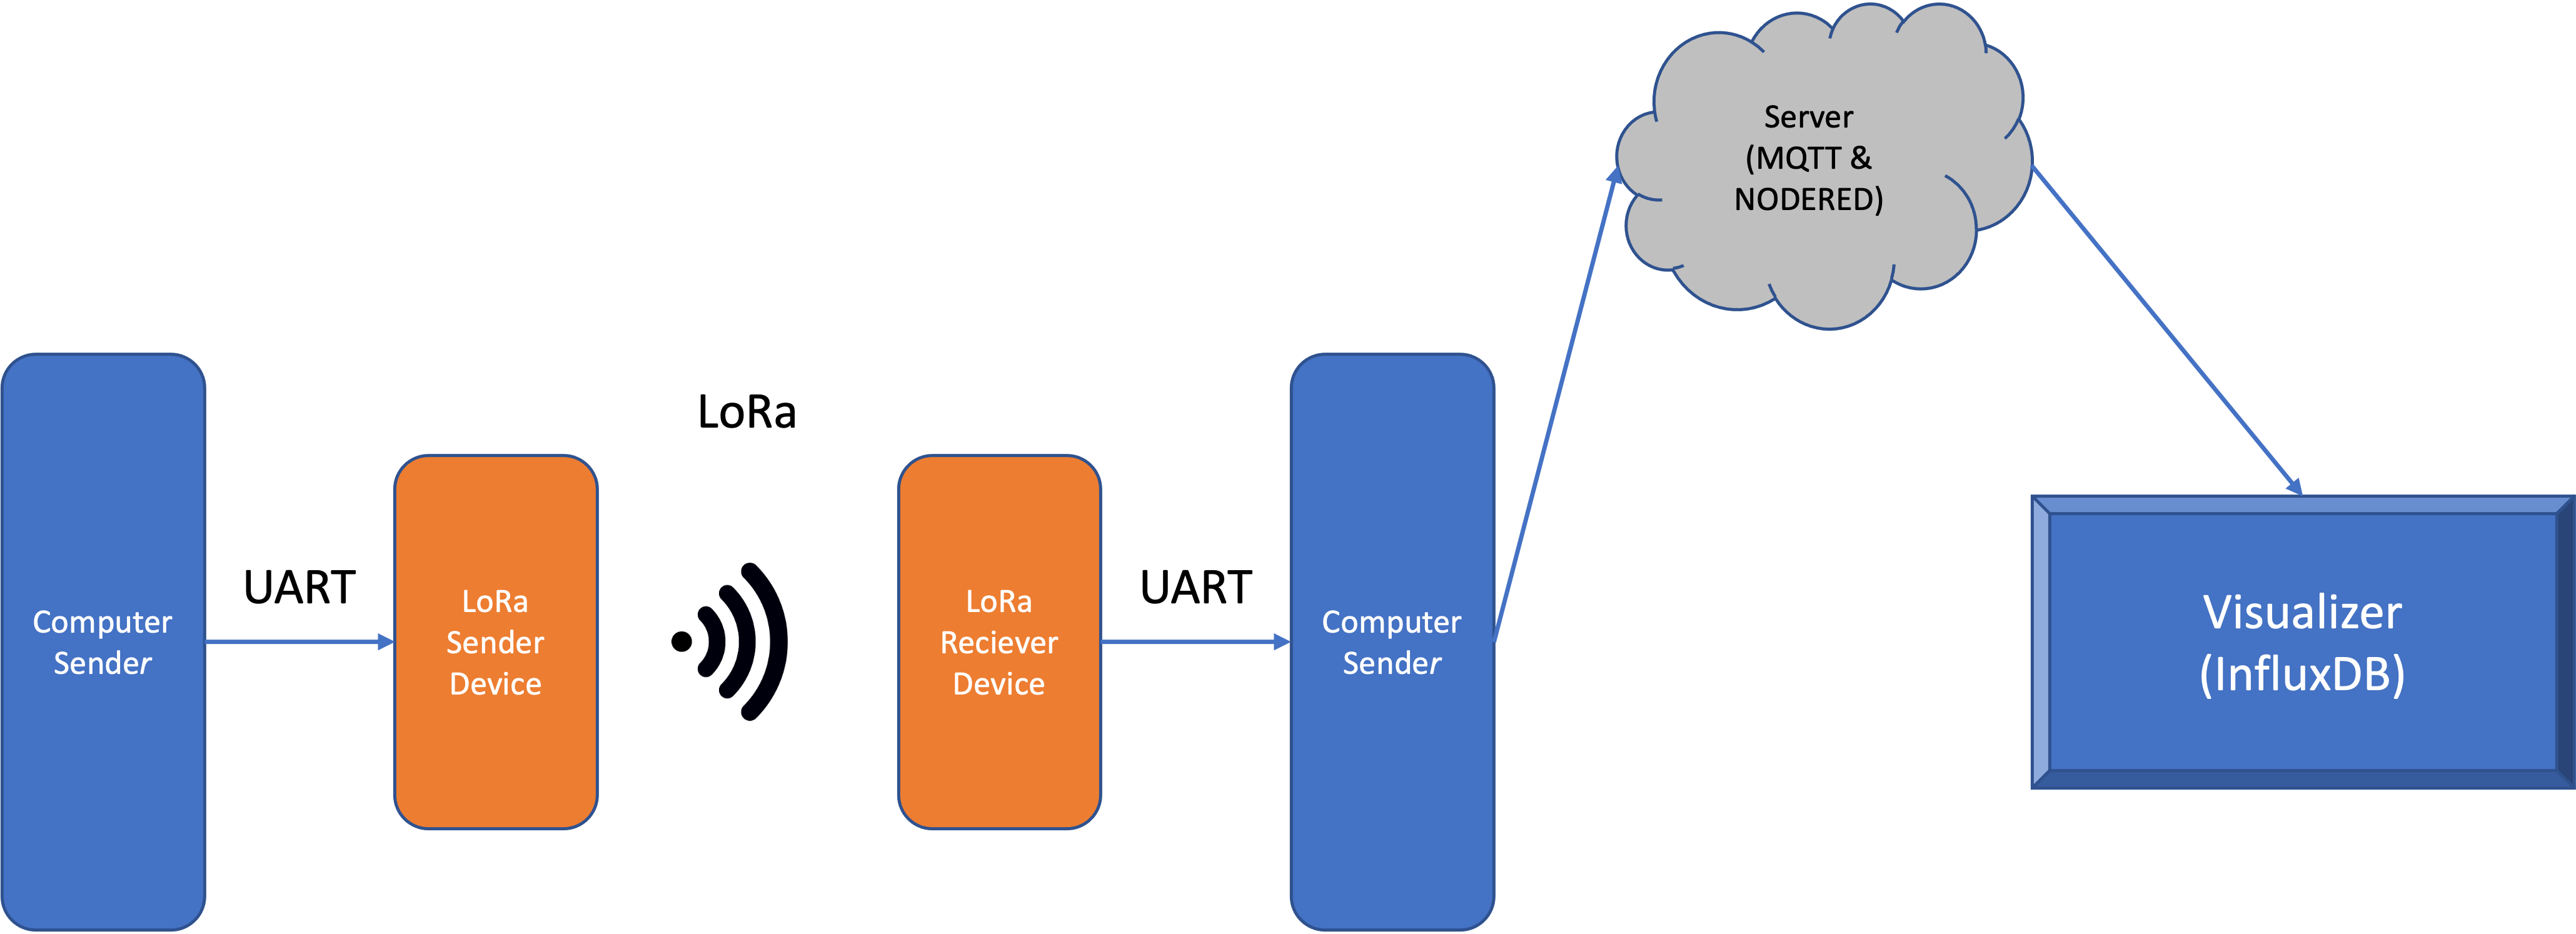 Computer
Sender
UART
LoRa
Sender
Device
LoRa
LoRa
Reciever
Device
UART
Computer
Sender
Server
(MQTT &
NODERED)
Visualizer
(InfluxDB)